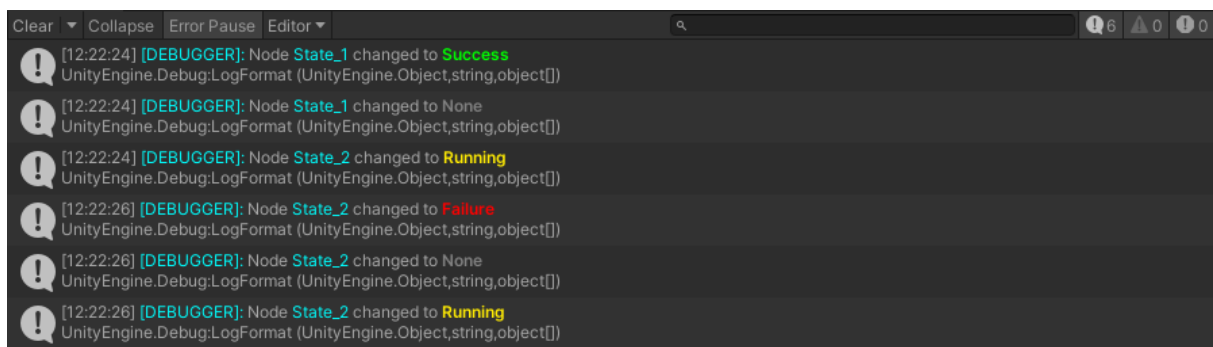 Clear Collapse Error Pause Editor 6 0 0
[12:22:24] [DEBUGGER]: Node State_1 changed to Success
UnityEngine.Debug:LogFormat (UnityEngine.Object,string,object[])
[12:22:24] [DEBUGGER]: Node State_1 changed to None
UnityEngine.Debug:LogFormat (UnityEngine.Object,string,object[])
[12:22:24] [DEBUGGER]: Node State_2 changed to Running
UnityEngine.Debug:LogFormat (UnityEngine.Object,string,object[])
[12:22:26] [DEBUGGER]: Node State_2 changed to Failure
UnityEngine.Debug:LogFormat (UnityEngine.Object,string,object[])
[12:22:26] [DEBUGGER]: Node State_2 changed to None
UnityEngine.Debug:LogFormat (UnityEngine.Object,string,object[])
[12:22:26] [DEBUGGER]: Node State_2 changed to Running
UnityEngine.Debug:LogFormat (UnityEngine.Object,string,object[])